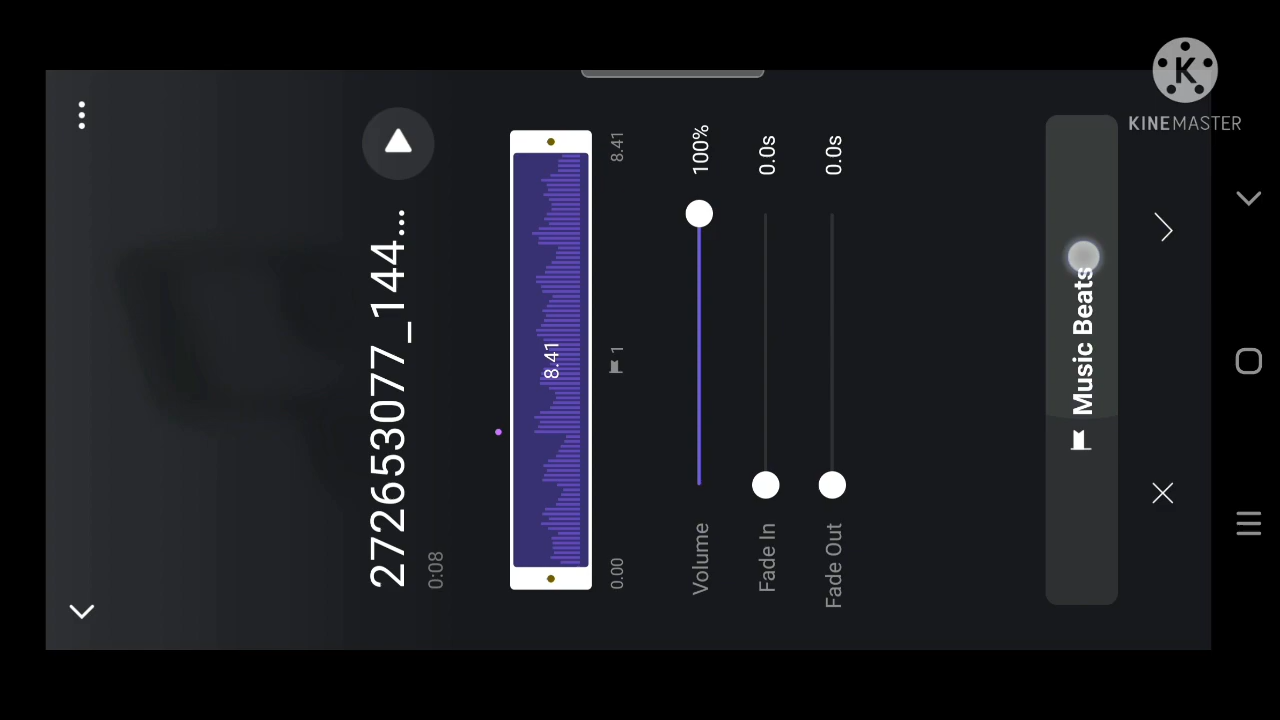 272653077_144...
0:08
8.41
0.00
1
8.41
Volume
100%
Fade In
0.0s
Fade Out
0.0s
Music Beats
KINEMASTER
K